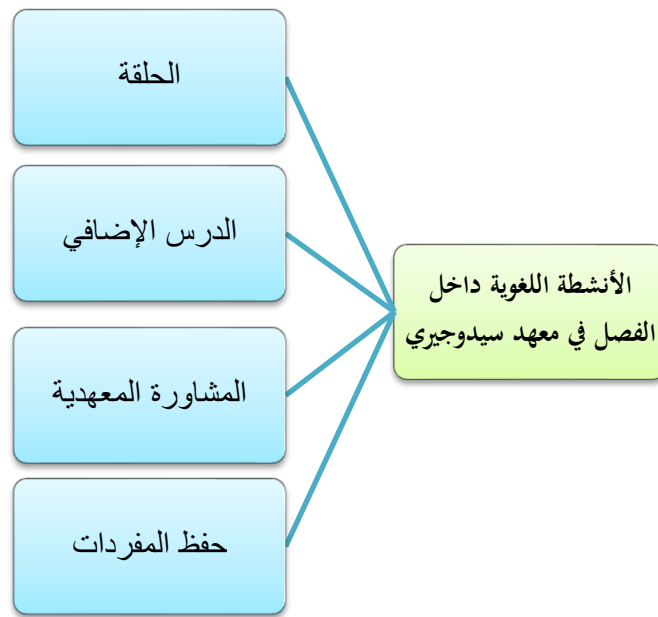 الأنشطة اللغوية داخل
الفصل في معهد سيدوجيري
الحلقة
الدرس الإضافي
المشاورة المعهدية
حفظ المفردات